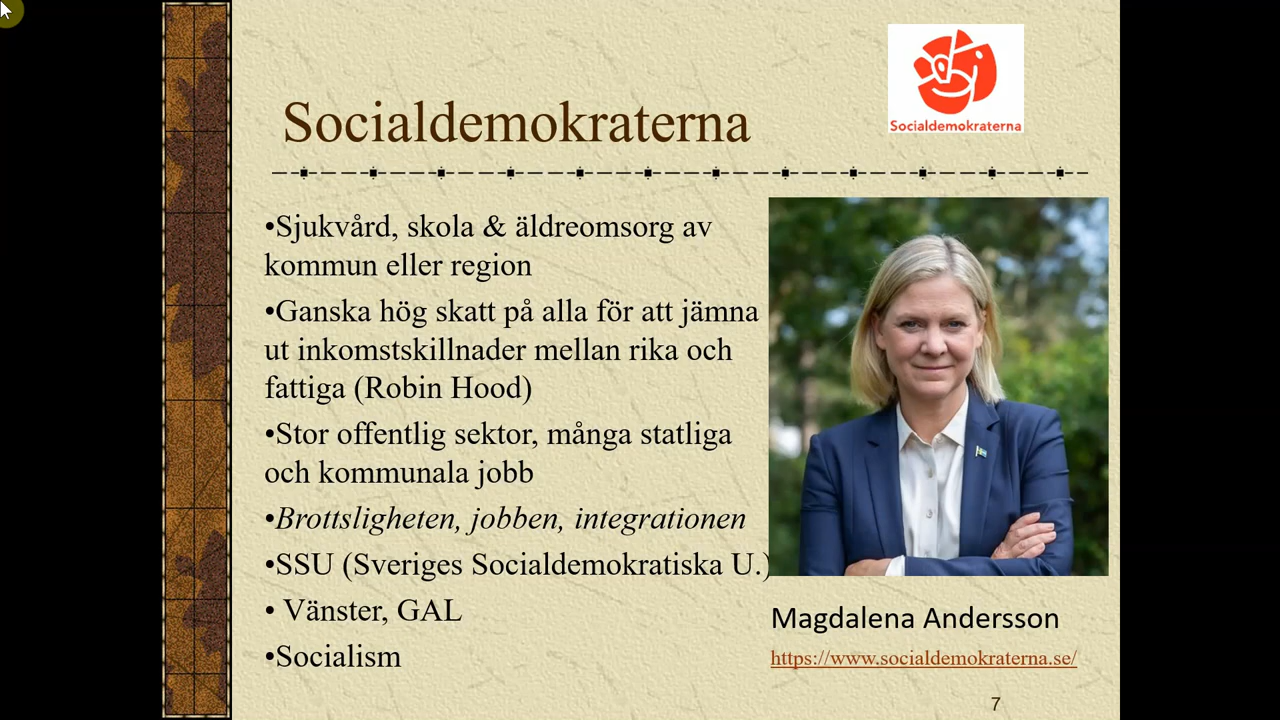 Socialdemokraterna
Socialdemokraterna
•Sjukvård, skola & äldreomsorg av
kommun eller region
•Ganska hög skatt på alla för att jämna
ut inkomstskillnader mellan rika och
fattiga (Robin Hood)
•Stor offentlig sektor, många statliga
och kommunala jobb
•Brottsligheten, jobben, integrationen
•SSU (Sveriges Socialdemokratiska U.)
• Vänster, GAL
•Socialism
Magdalena Andersson
https://www.socialdemokraterna.se/
7